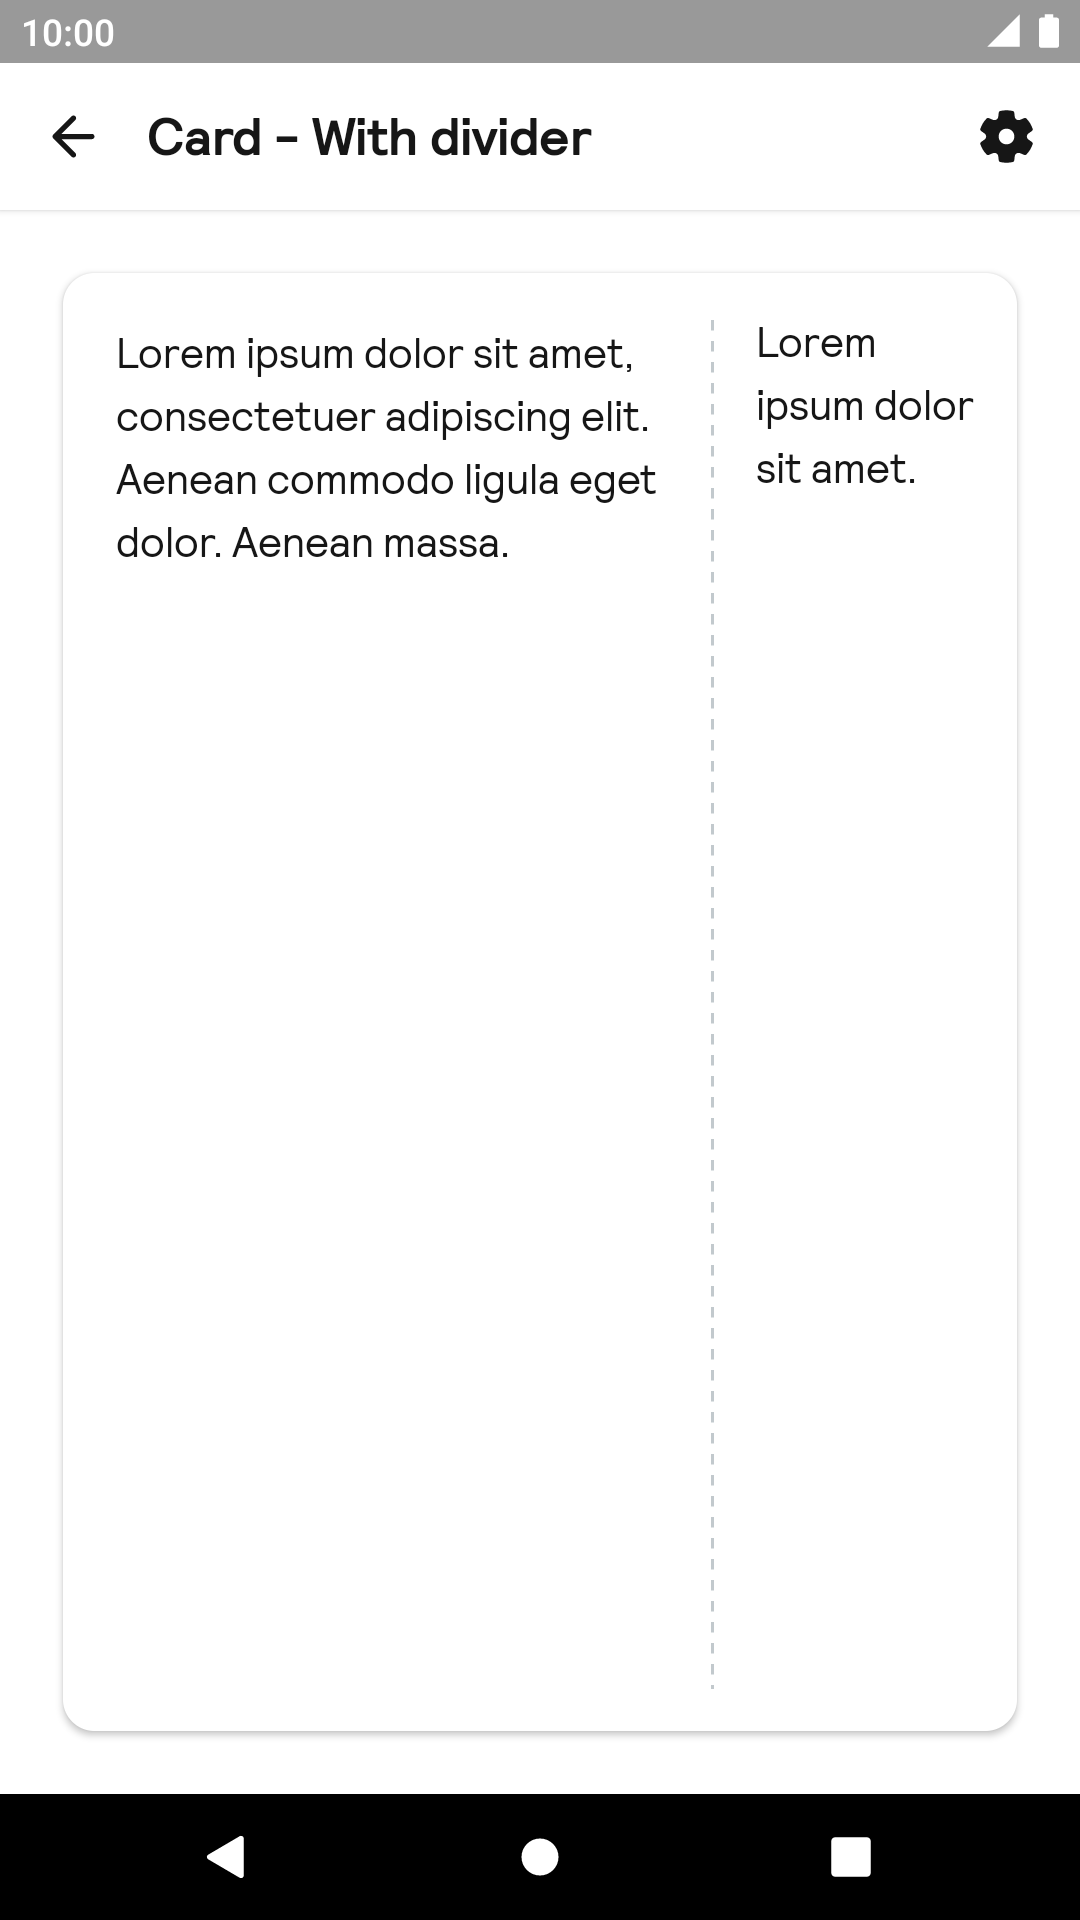 10:00
Card - With divider
Lorem ipsum dolor sit amet,
consectetuer adipiscing elit.
Aenean commodo ligula eget
dolor. Aenean massa.
Lorem
ipsum dolor
sit amet.